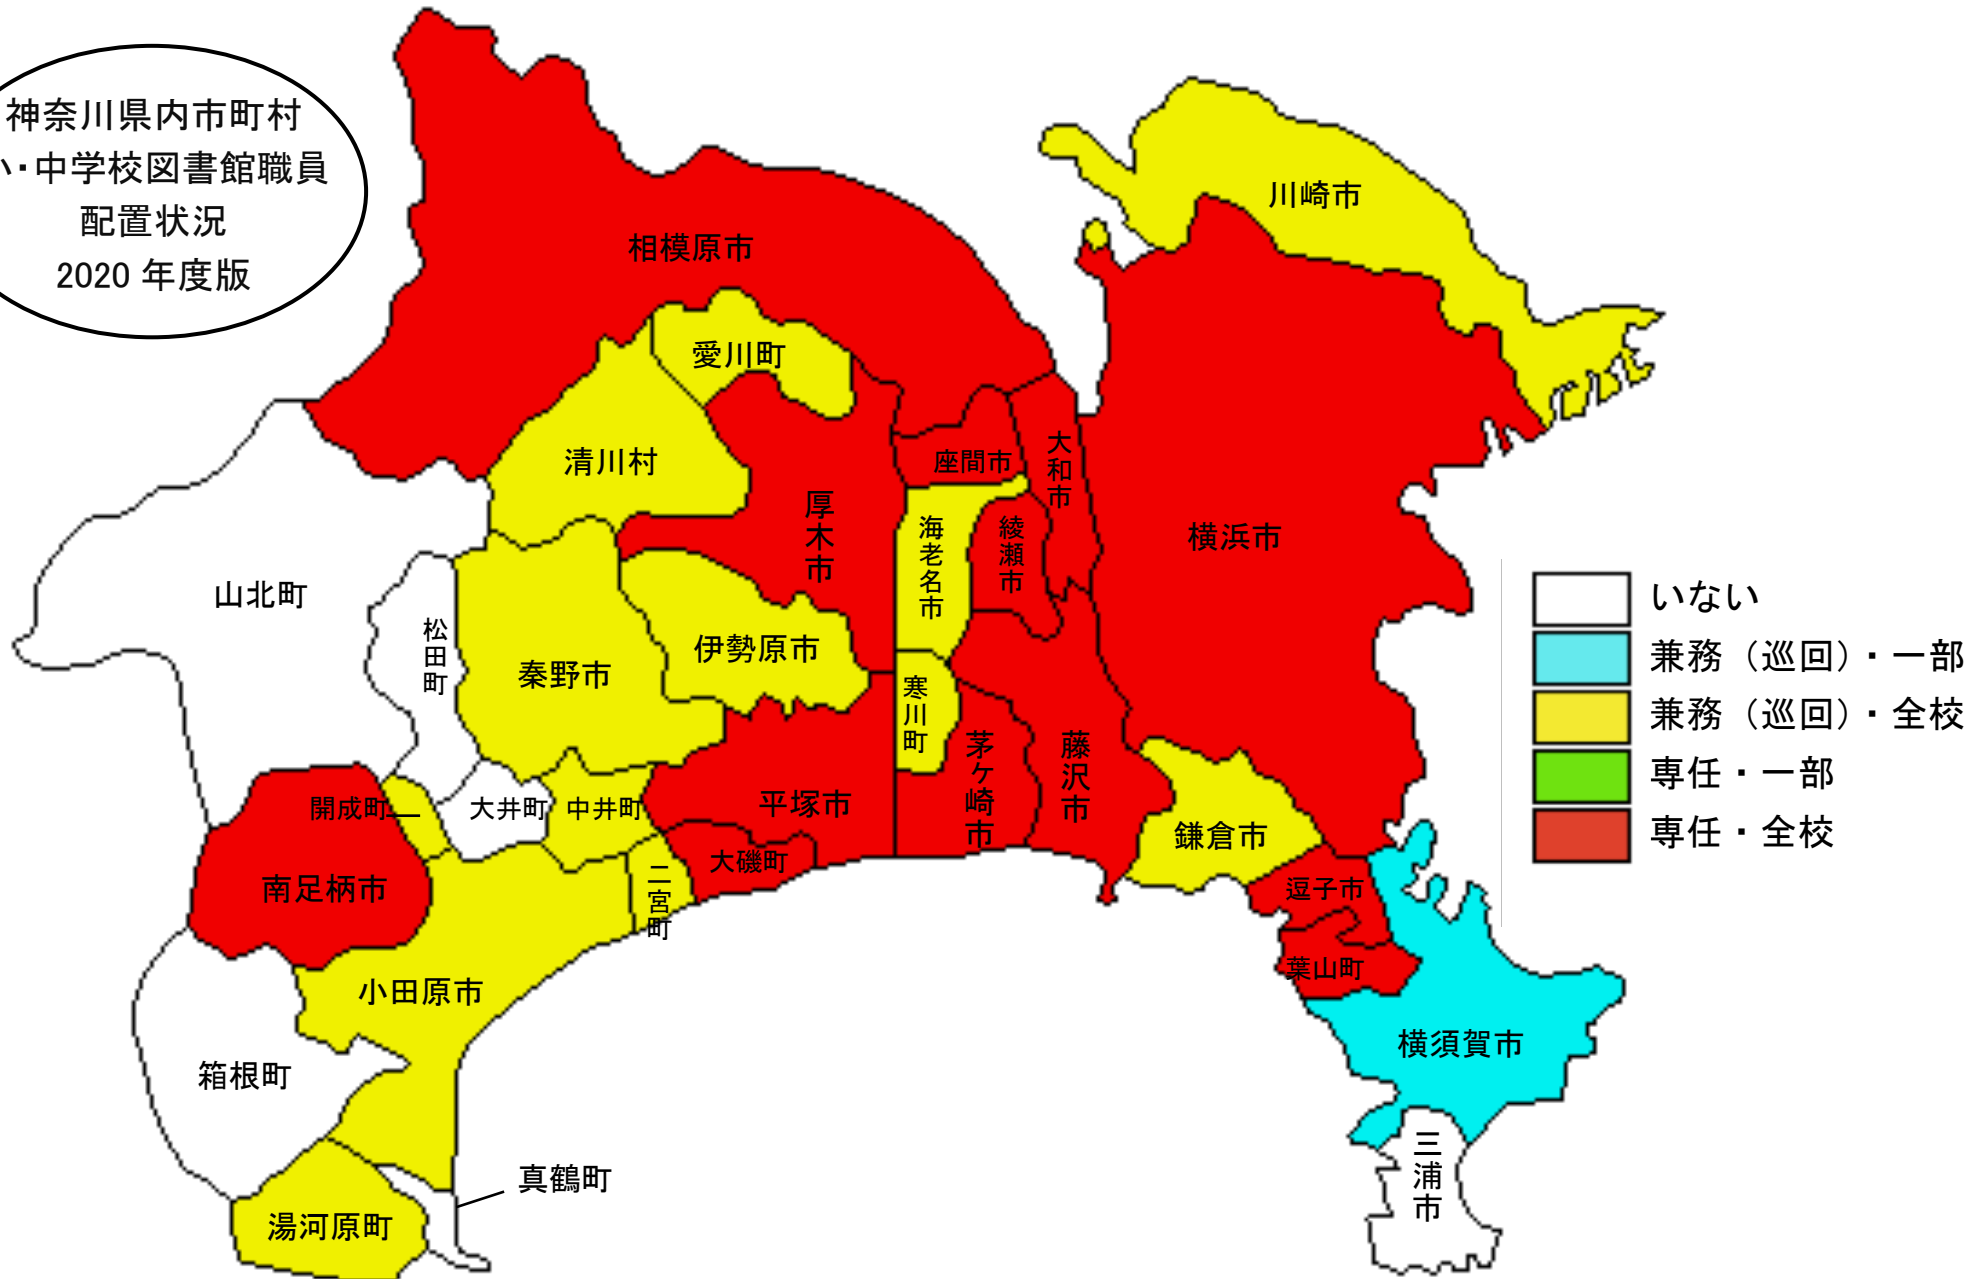 神奈川県内市町村
・中学校図書館職員
配置状況
2020 年度版
川崎市
相模原市
愛川町
清川村
座間市
大和市
厚木市
海老名市
綾瀬市
横浜市
山北町
松田町
秦野市
伊勢原市
寒川町
茅ケ崎市
藤沢市
開成町
大井町
中井町
平塚市
大磯町
鎌倉市
南足柄市
二宮町
逗子市
葉山町
小田原市
横須賀市
箱根町
三浦市
真鶴町
湯河原町
いない
兼務（巡回）・一部
兼務（巡回）・全校
専任・一部
専任・全校